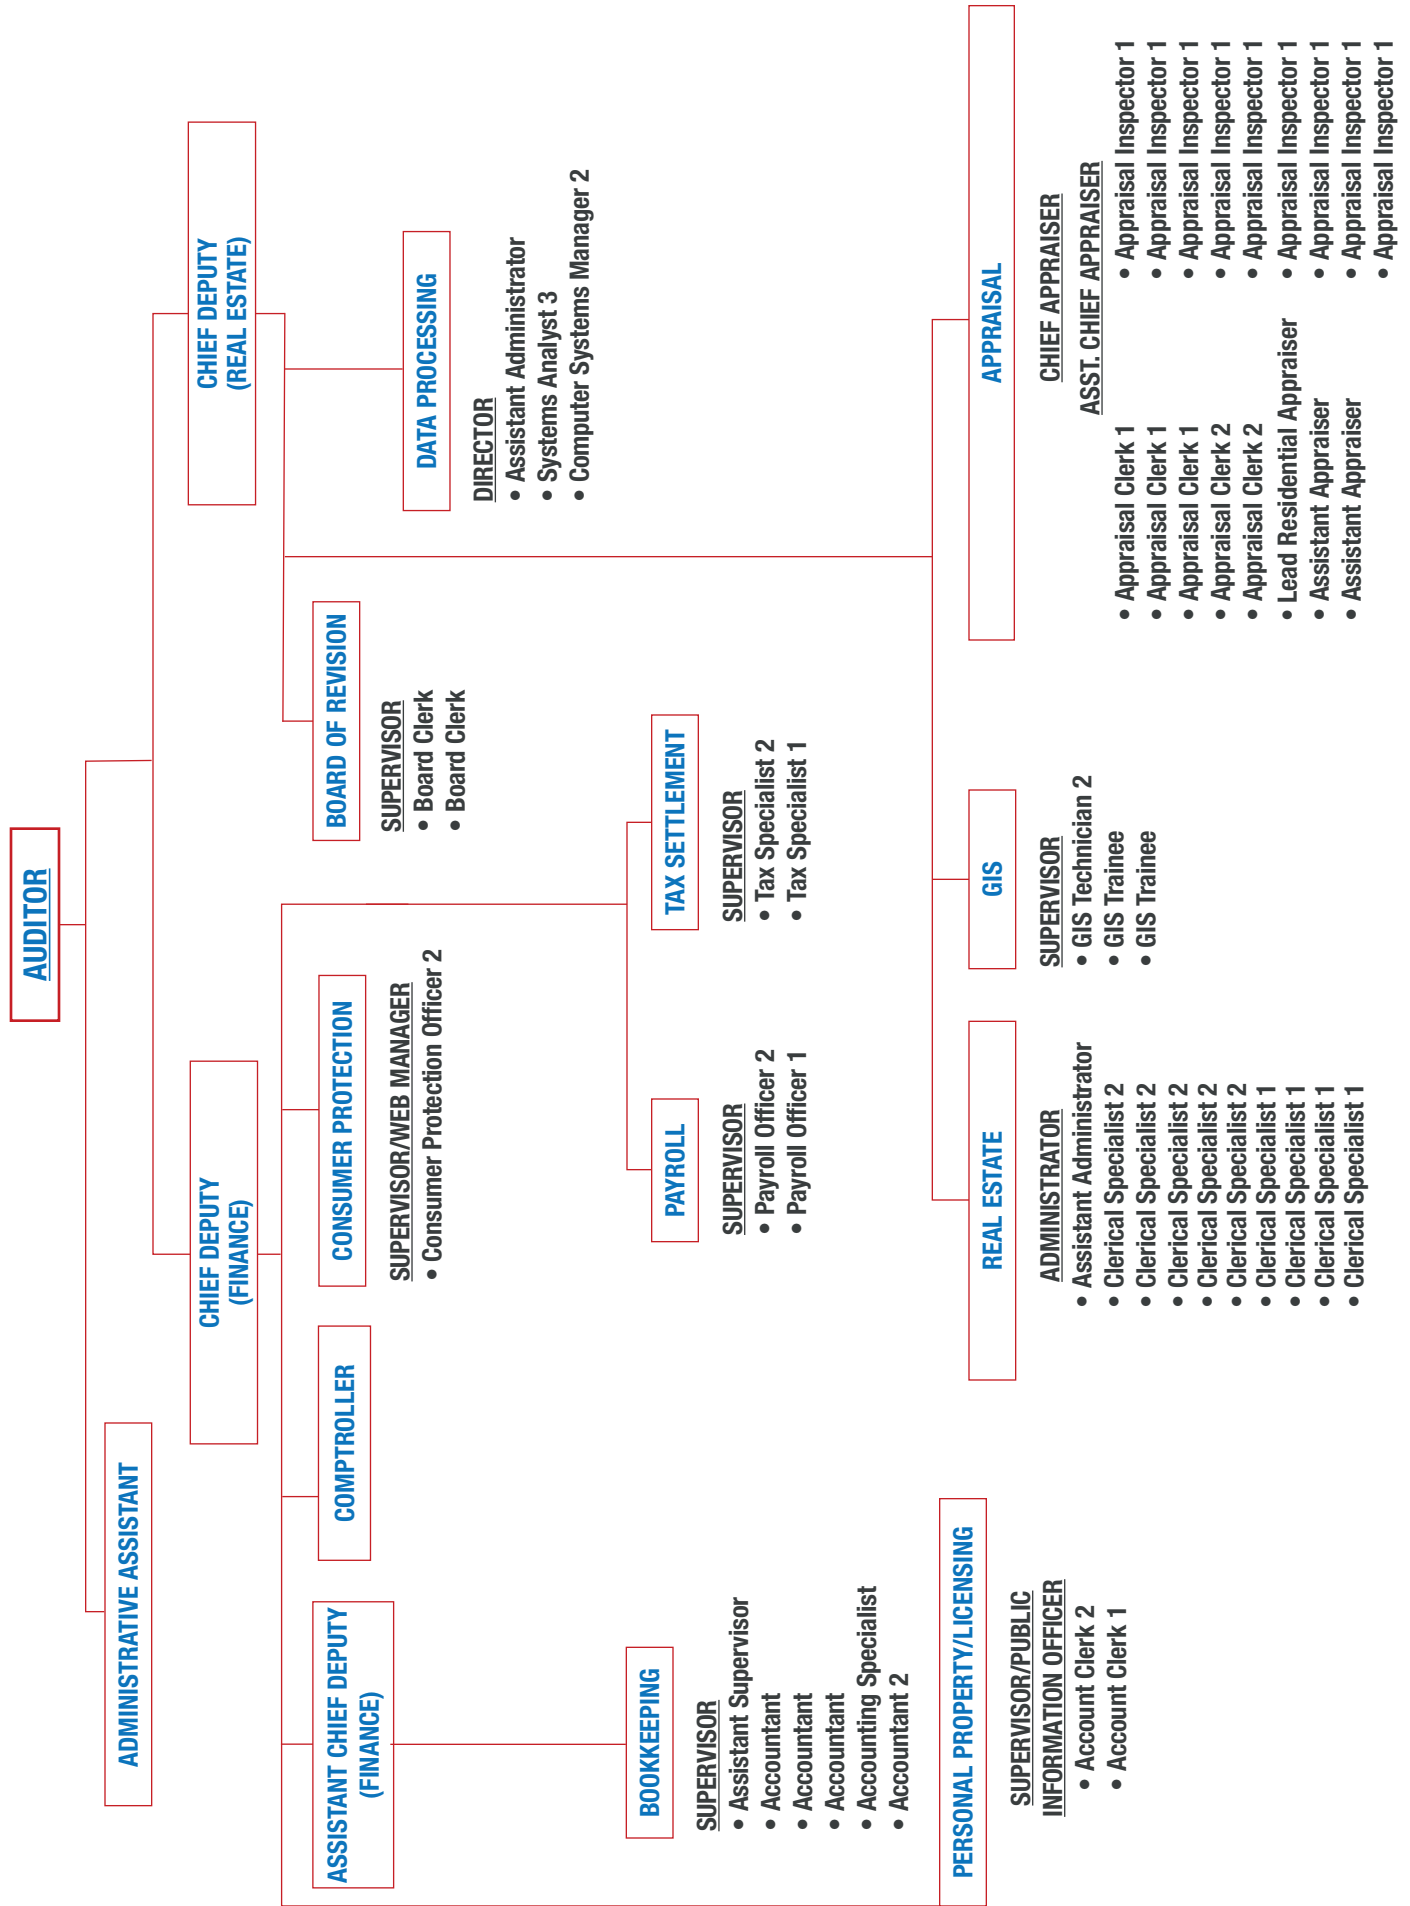 AUDITOR
ADMINISTRATIVE ASSISTANT
CHIEF DEPUTY
(FINANCE)
CHIEF DEPUTY
(REAL ESTATE)
ASSISTANT CHIEF DEPUTY
(FINANCE)
COMPTROLLER
CONSUMER PROTECTION
SUPERVISOR/WEB MANAGER
• Consumer Protection Officer 2
BOARD OF REVISION
SUPERVISOR
• Board Clerk
• Board Clerk
DATA PROCESSING
DIRECTOR
• Assistant Administrator
• Systems Analyst 3
• Computer Systems Manager 2
BOOKKEEPING
SUPERVISOR
• Assistant Supervisor
• Accountant
• Accountant
• Accountant
• Accounting Specialist
• Accountant 2
PAYROLL
SUPERVISOR
• Payroll Officer 2
• Payroll Officer 1
TAX SETTLEMENT
SUPERVISOR
• Tax Specialist 2
• Tax Specialist 1
PERSONAL PROPERTY/LICENSING
SUPERVISOR/PUBLIC
INFORMATION OFFICER
• Account Clerk 2
• Account Clerk 1
REAL ESTATE
ADMINISTRATOR
• Assistant Administrator
• Clerical Specialist 2
• Clerical Specialist 2
• Clerical Specialist 2
• Clerical Specialist 2
• Clerical Specialist 2
• Clerical Specialist 1
• Clerical Specialist 1
• Clerical Specialist 1
• Clerical Specialist 1
GIS
SUPERVISOR
• GIS Technician 2
• GIS Trainee
• GIS Trainee
APPRAISAL
CHIEF APPRAISER
ASST. CHIEF APPRAISER
• Appraisal Clerk 1
• Appraisal Clerk 1
• Appraisal Clerk 1
• Appraisal Clerk 2
• Appraisal Clerk 2
• Lead Residential Appraiser
• Assistant Appraiser
• Assistant Appraiser
• Appraisal Inspector 1
• Appraisal Inspector 1
• Appraisal Inspector 1
• Appraisal Inspector 1
• Appraisal Inspector 1
• Appraisal Inspector 1
• Appraisal Inspector 1
• Appraisal Inspector 1
• Appraisal Inspector 1